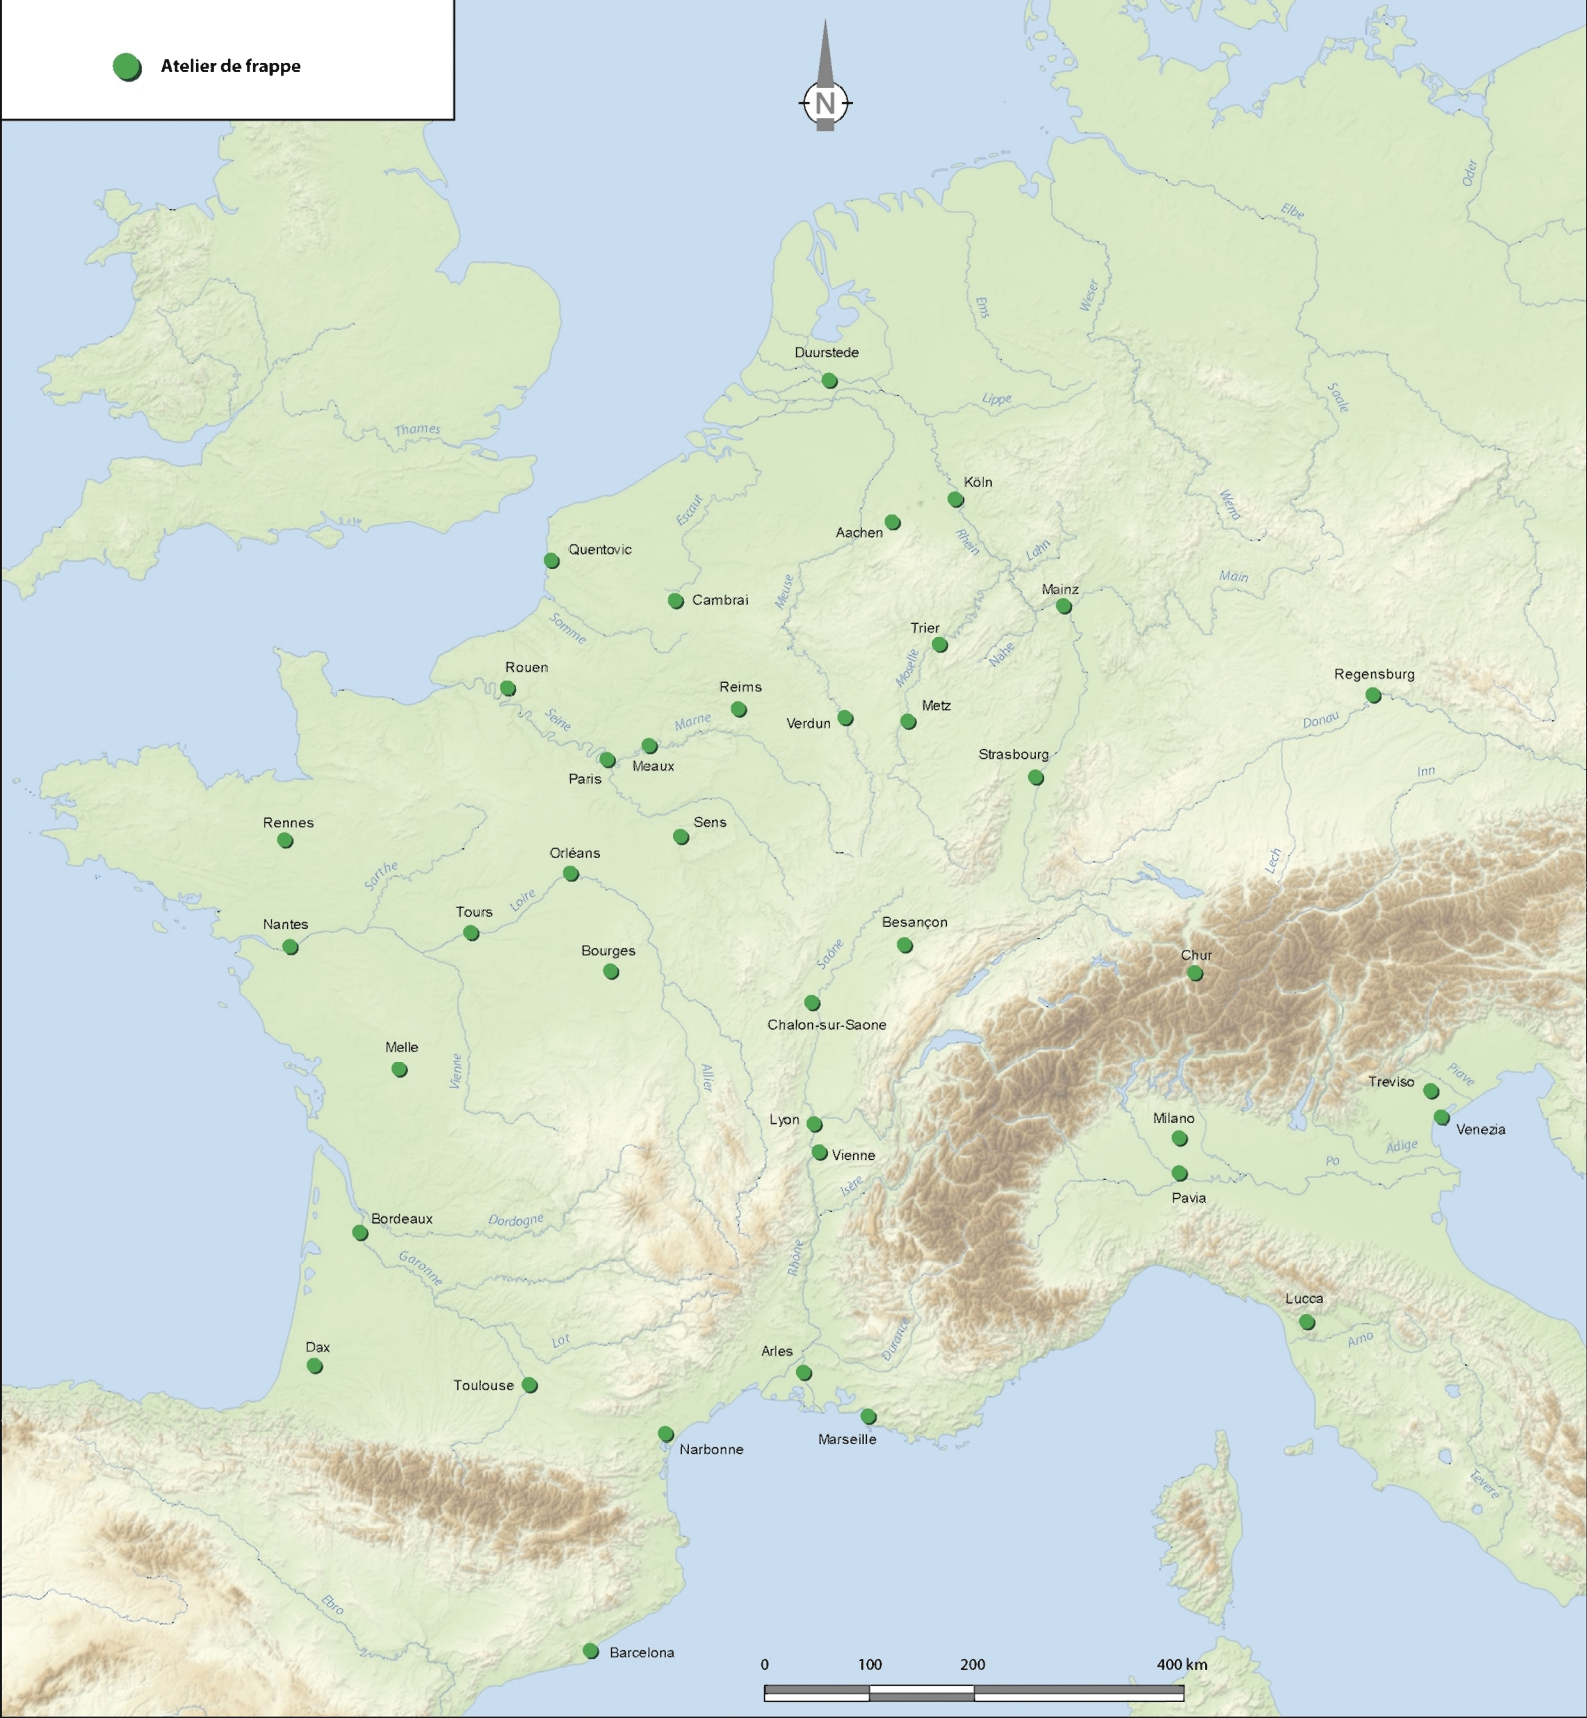 Atelier de frappe
N
Oder
Elbe
Ems
Weser
Duurstede
Lippe
Saale
Thames
Köln
Escaut
Werra
Aachen
Rhein
Quentovic
Lahn
Main
Meuse
Mainz
Cambrai
Somme
Trier
Nahe
Moselle
Rouen
Regensburg
Reims
Metz
Seine
Marne
Verdun
Donau
Strasbourg
Meaux
Paris
Inn
Rennes
Sens
Orléans
Lech
Sarthe
Loire
Tours
Nantes
Besançon
Bourges
Saône
Chur
Chalon-sur-Saone
Melle
Vienne
Allier
Piave
Treviso
Lyon
Milano
Venezia
Vienne
Adige
Po
Isère
Pavia
Bordeaux
Dordogne
Garonne
Rhône
Lucca
Durance
Arno
Lot
Dax
Arles
Toulouse
Marseille
Narbonne
Tevere
Ebro
Barcelona
0 100 200 400 km